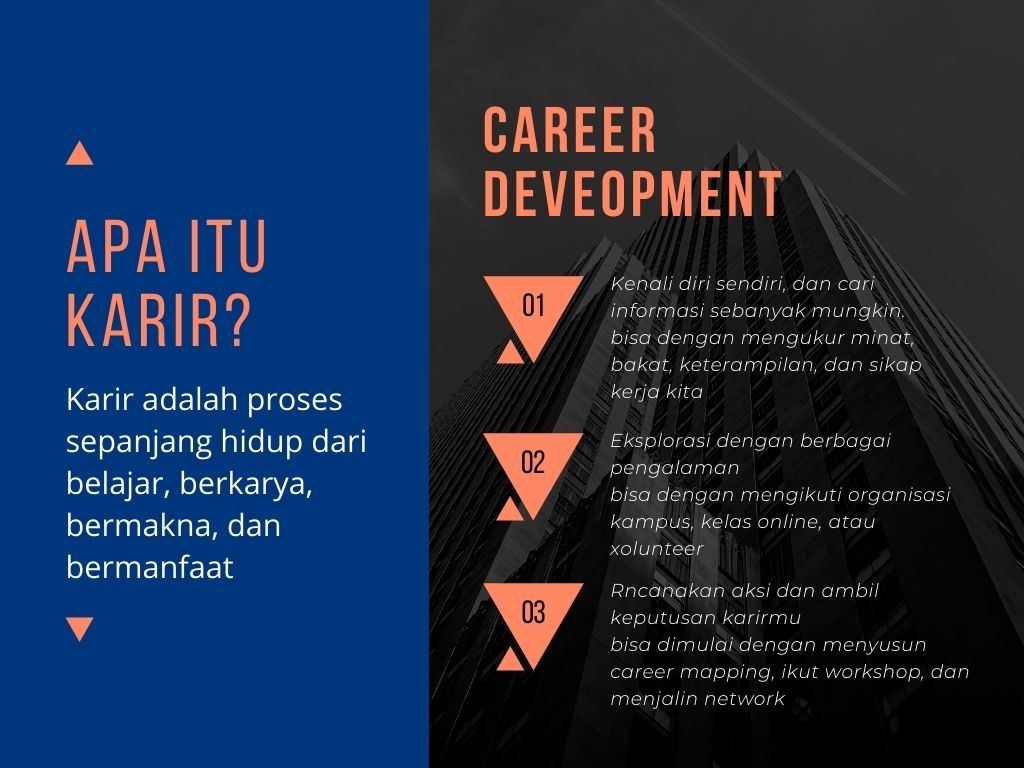 APA ITU
KARIR?
Karir adalah proses
sepanjang hidup dari
belajar, berkarya,
bermakna, dan
bermanfaat
CAREER
DEVEOPMENT
01
Kenali diri sendiri, dan cari
informasi sebanyak mungkin.
bisa dengan mengukur minat,
bakat, keterampilan, dan sikap
kerja kita
02
Eksplorasi dengan berbagai
pengalaman
bisa dengan mengikuti organisasi
kampus, kelas online, atau
xolunteer
03
Rncanakan aksi dan ambil
keputusan karirmu
bisa dimulai dengan menyusun
career mapping, ikut workshop, dan
menjalin network